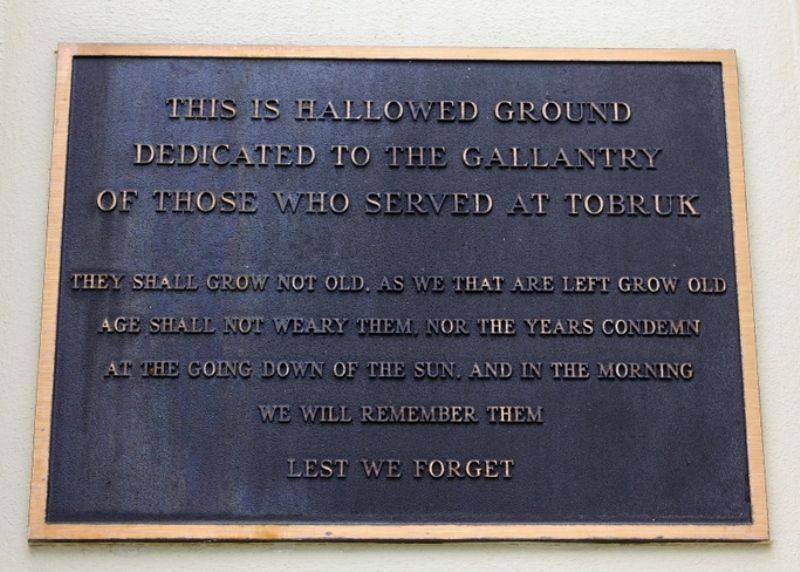 THIS IS HALLOWED GROUND
DEDICATED TO THE GALLANTRY
OF THOSE WHO SERVED AT TOBRUK
THEY SHALL GROW NOT OLD, AS WE THAT ARE LEFT GROW OLD
AGE SHALL NOT WEARY THEM, NOR THE YEARS CONDEMN
AT THE GOING DOWN OF THE SUN, AND IN THE MORNING
WE WILL REMEMBER THEM
LEST WE FORGET